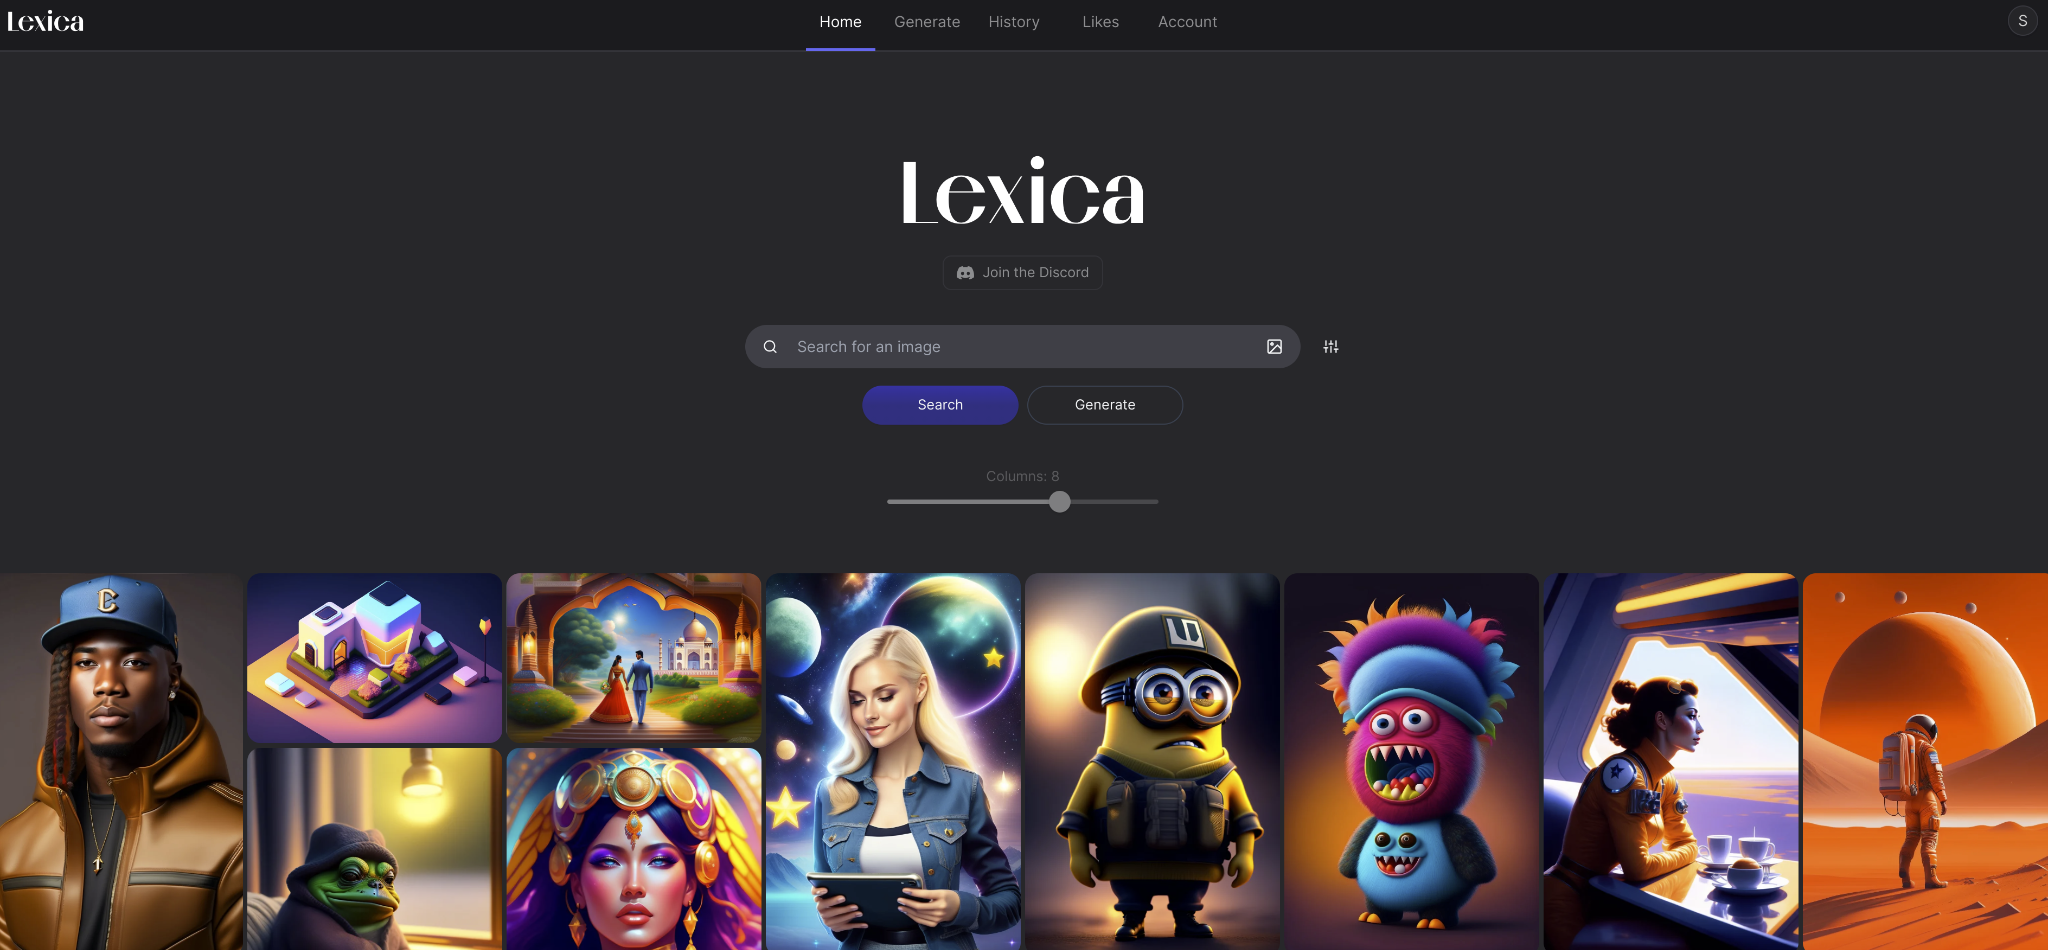 Lexica
Home Generate History Likes Account
S
Lexica
Join the Discord
Search for an image
Search Generate
Columns: 8
C